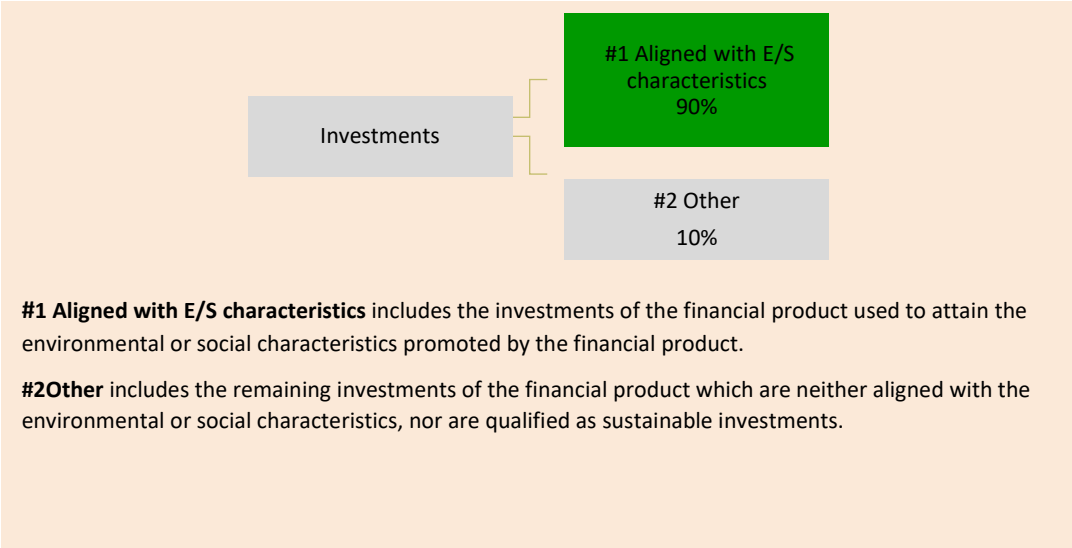 #1 Aligned with E/S
characteristics
90%
Investments
#2 Other
10%
#1 Aligned with E/S characteristics includes the investments of the financial product used to attain the
environmental or social characteristics promoted by the financial product.
#2Other includes the remaining investments of the financial product which are neither aligned with the
environmental or social characteristics, nor are qualified as sustainable investments.